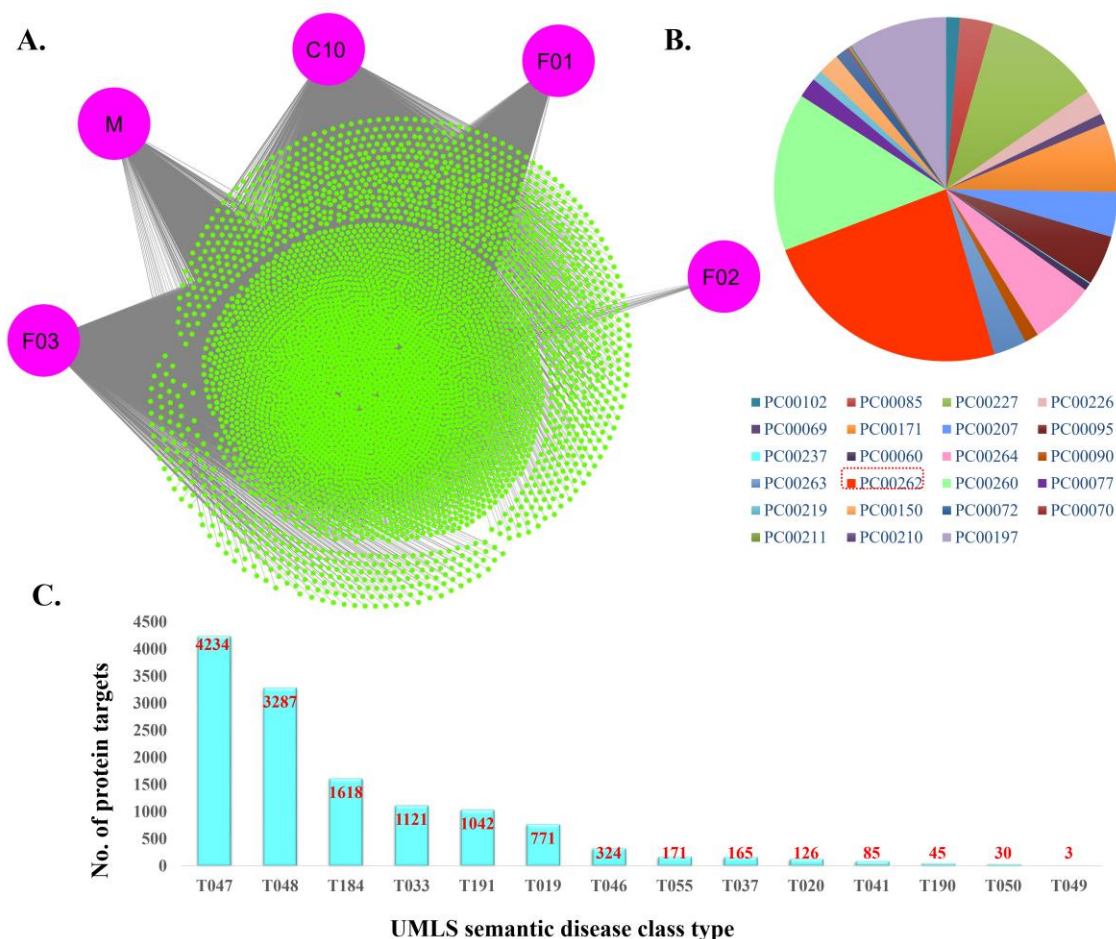 A.
C10
F01
M
F02
F03
B.
PC00102 PC00085 PC00227 PC00226
PC00069 PC00171 PC00207 PC00095
PC00237 PC00060 PC00264 PC00090
PC00263 PC00262 PC00260 PC00077
PC00219 PC00150 PC00072 PC00070
PC00211 PC00210 PC00197
C.
No. of protein targets
4500
4000
3500
3000
2500
2000
1500
1000
500
0
4234 3287 1618 1121 1042 771 324 171 165 126 85 45 30 3
T047 T048 T184 T033 T191 T019 T046 T055 T037 T020 T041 T190 T050 T049
UMLS semantic disease class type